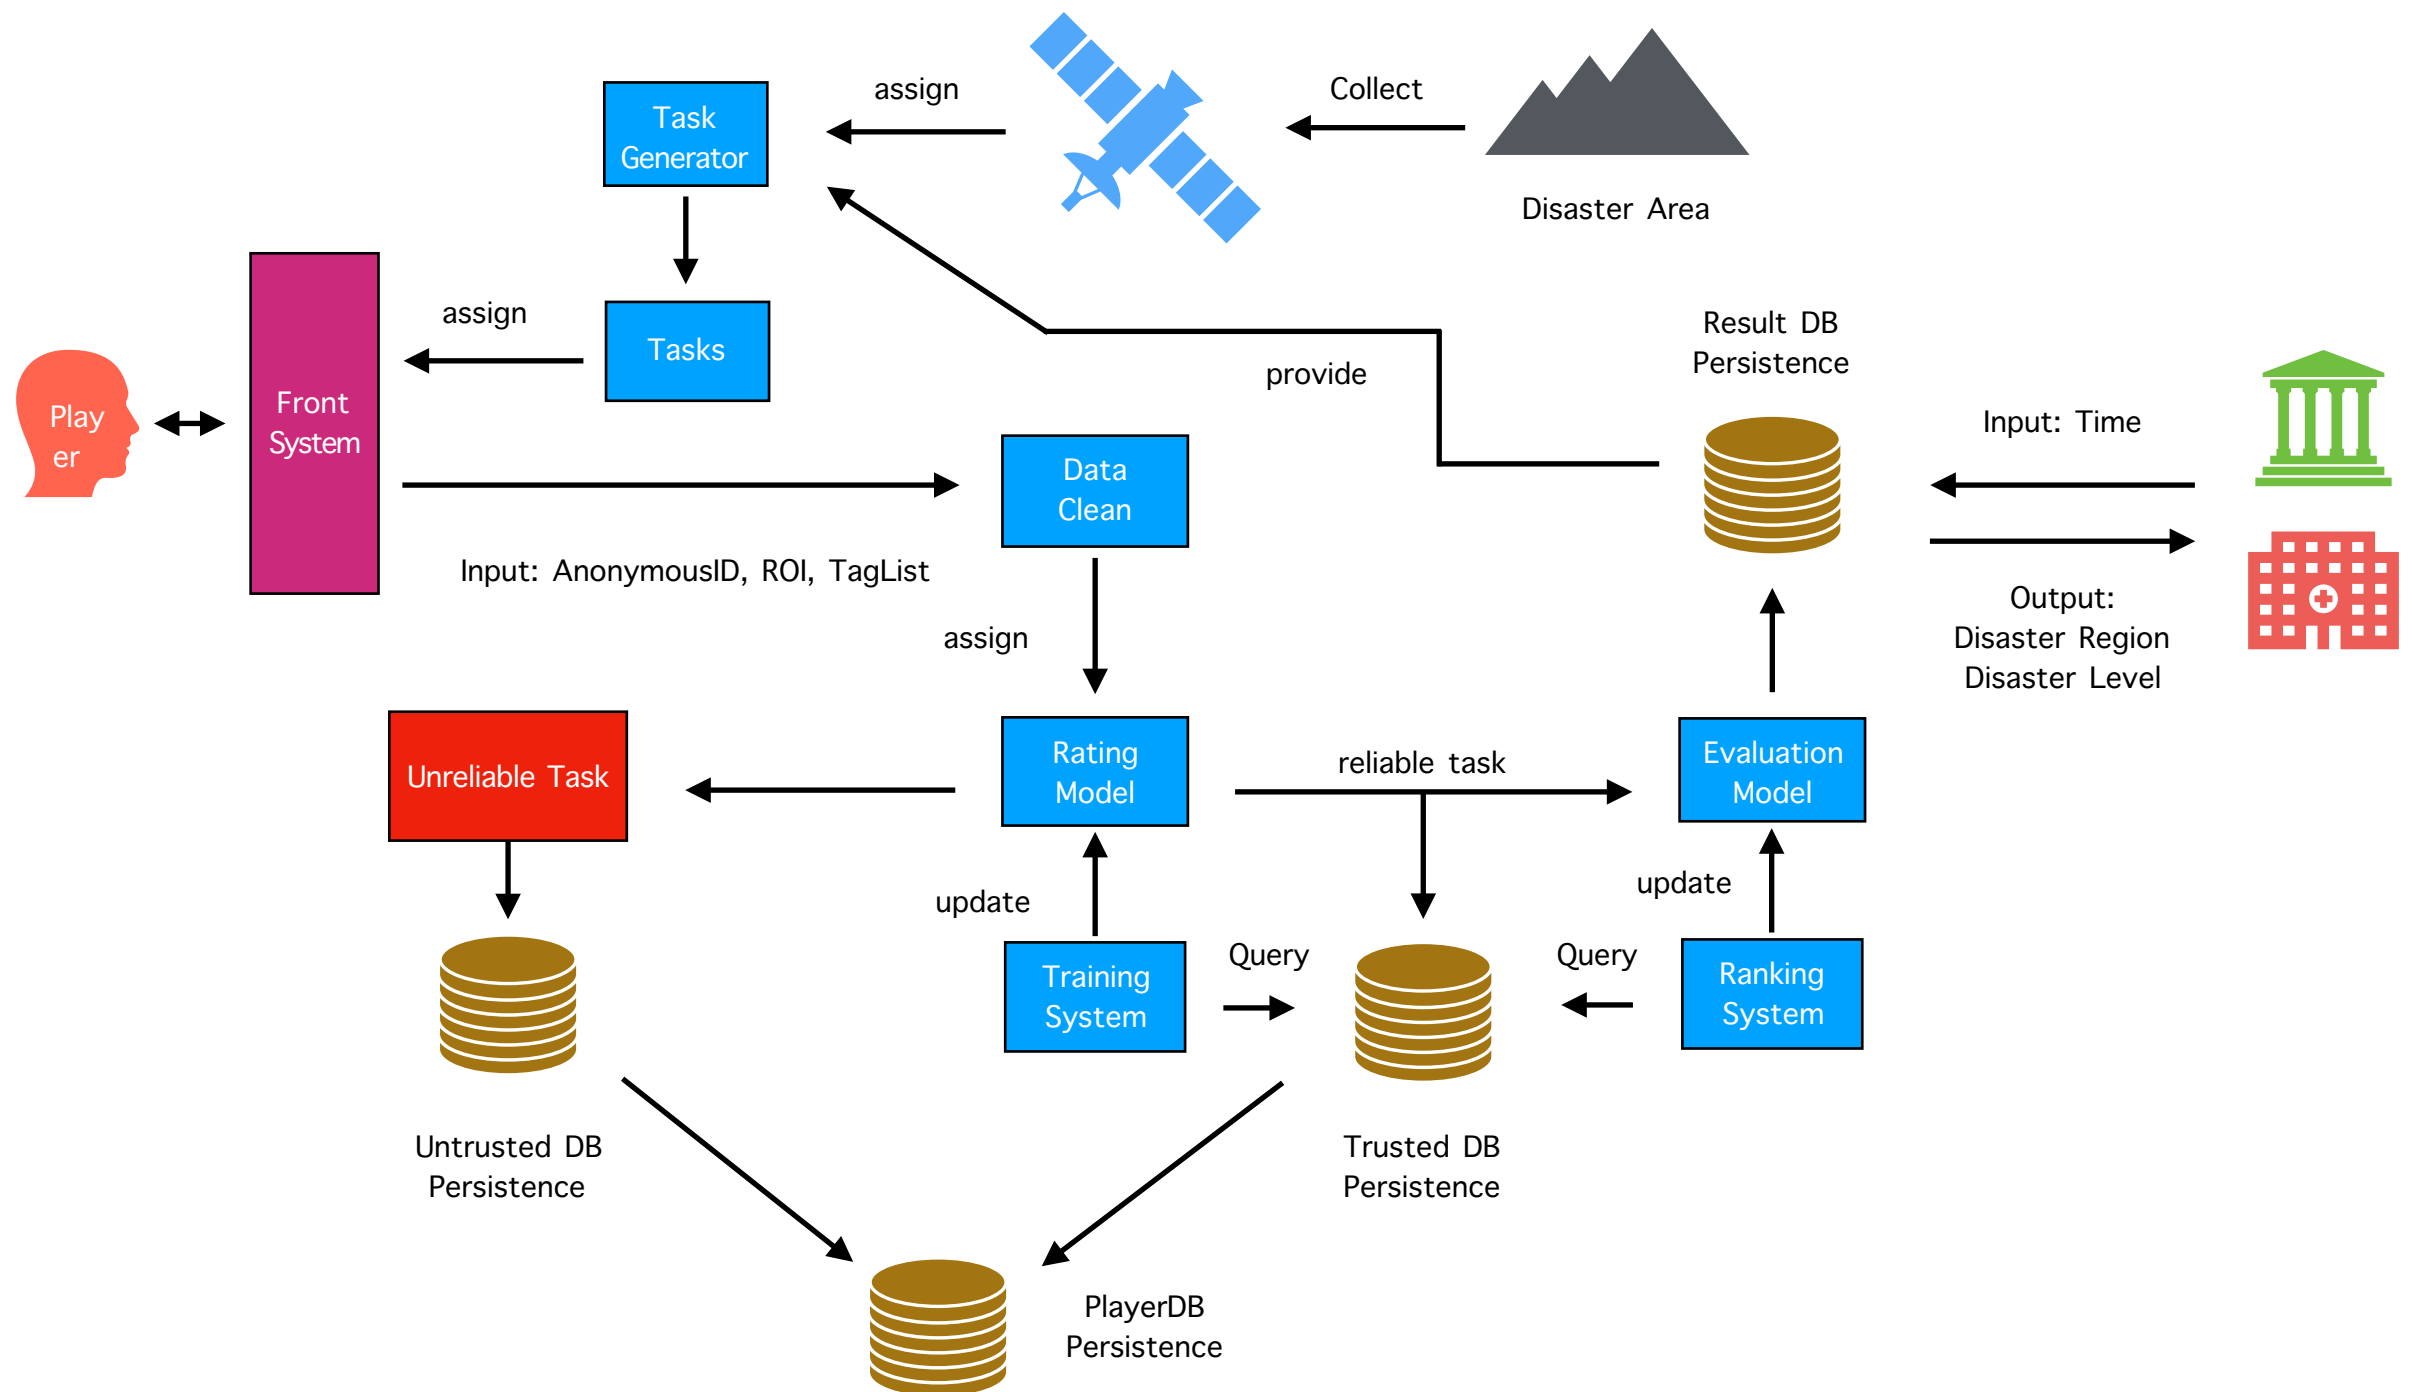 Task
Generator
assign
Collect
Disaster Area
assign
Tasks
Front
System
Play
er
provide
Result DB
Persistence
Input: Time
Data
Clean
Input: AnonymousID, ROI, TagList
Output:
Disaster Region
Disaster Level
assign
Unreliable Task
Rating
Model
reliable task
Evaluation
Model
update
update
Training
System
Query
Query
Ranking
System
Untrusted DB
Persistence
Trusted DB
Persistence
PlayerDB
Persistence